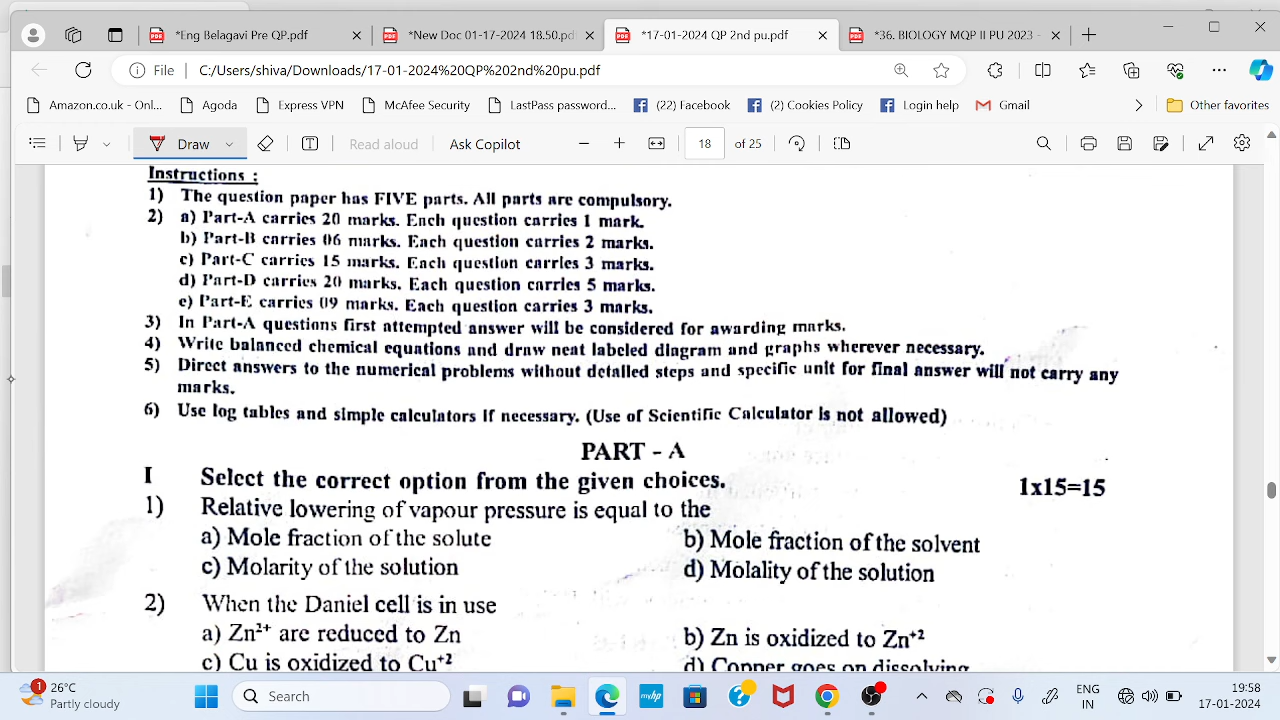 *Eng Belagavi Pre QP.pdf
*New Doc 01-17-2024 18.50.pd
*17-01-2024 QP 2nd pu.pdf
*36. BIOLOGY MQP II PU 2023 -
File C:/Users/shiva/Downloads/17-01-2024%20QP%202nd%20pu.pdf
Amazon.co.uk - Onl... Agoda Express VPN McAfee Security LastPass password... (22) Facebook (2) Cookies Policy Login help Gmail Other favorites
Draw Read aloud Ask Copilot 18 of 25
Instructions :
1) The question paper has FIVE parts. All parts are compulsory.
2) a) Part-A carries 20 marks. Each question carries 1 mark.
b) Part-B carries 06 marks. Each question carries 2 marks.
c) Part-C carries 15 marks. Each question carries 3 marks.
d) Part-D carries 20 marks. Each question carries 5 marks.
e) Part-E carries 09 marks. Each question carries 3 marks.
3) In Part-A questions first attempted answer will be considered for awarding marks.
4) Write balanced chemical equations and draw neat labeled diagram and graphs wherever necessary.
5) Direct answers to the numerical problems without detailed steps and specific unit for final answer will not carry any
marks.
6) Use log tables and simple calculators if necessary. (Use of Scientific Calculator is not allowed)
PART - A
I Select the correct option from the given choices. 1x15=15
1) Relative lowering of vapour pressure is equal to the
a) Mole fraction of the solute b) Mole fraction of the solvent
c) Molarity of the solution d) Molality of the solution
2) When the Daniel cell is in use
a) Zn²⁺ are reduced to Zn b) Zn is oxidized to Zn⁺²
c) Cu is oxidized to Cu⁺² d) Copper goes on dissolving
26°C
Partly cloudy
Search
ENG
IN
19:58
17-01-2024